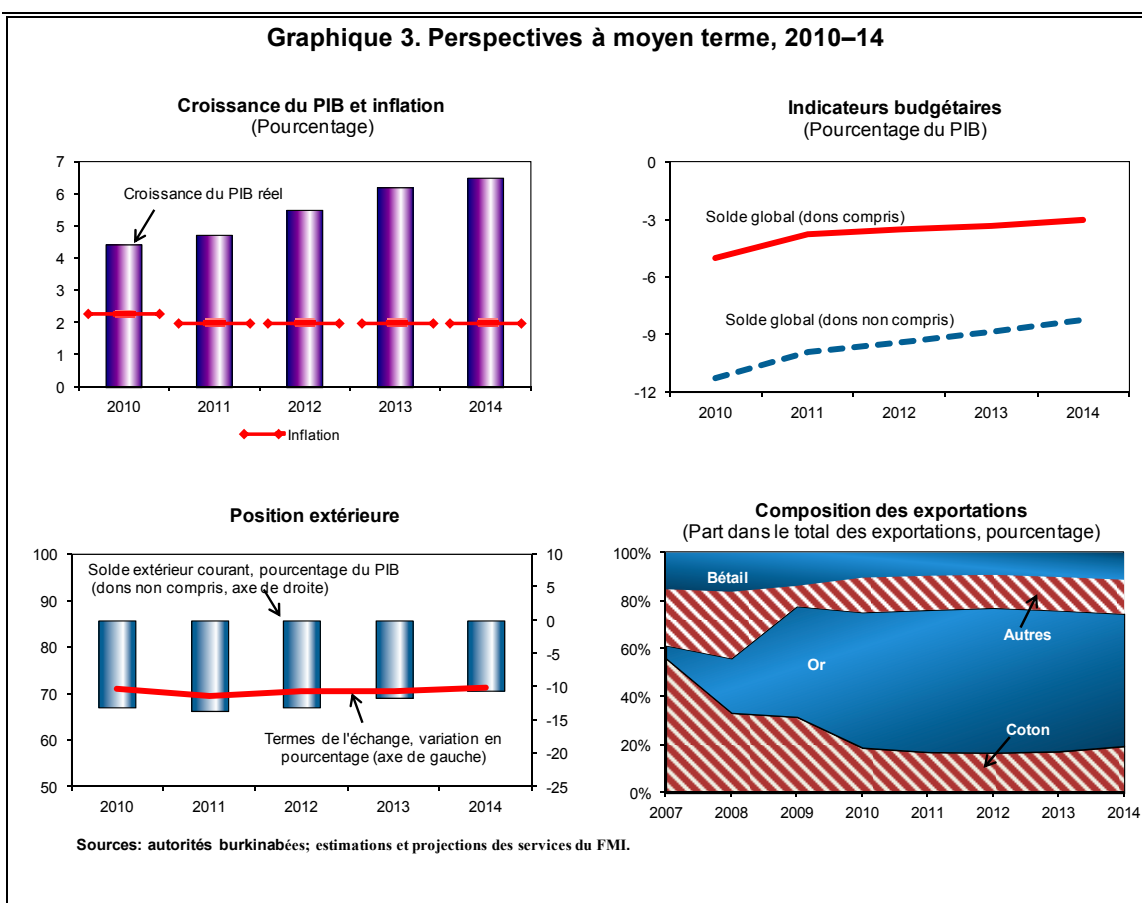 Graphique 3. Perspectives à moyen terme, 2010–14
Croissance du PIB et inflation
(Pourcentage)
7
6
5
4
3
2
1
0
Croissance du PIB réel
2010 2011 2012 2013 2014
Inflation
Indicateurs budgétaires
(Pourcentage du PIB)
0
-3
-6
-9
-12
Solde global (dons compris)
Solde global (dons non compris)
2010 2011 2012 2013 2014
Position extérieure
100
90
80
70
60
50
Solde extérieur courant, pourcentage du PIB
(dons non compris, axe de droite)
Termes de l'échange, variation en
pourcentage (axe de gauche)
10
5
0
-5
-10
-15
-20
-25
2010 2011 2012 2013 2014
Composition des exportations
(Part dans le total des exportations, pourcentage)
100%
80%
60%
40%
20%
0%
Bétail
Autres
Or
Coton
2007 2008 2009 2010 2011 2012 2013 2014
Sources: autorités burkinabées; estimations et projections des services du FMI.